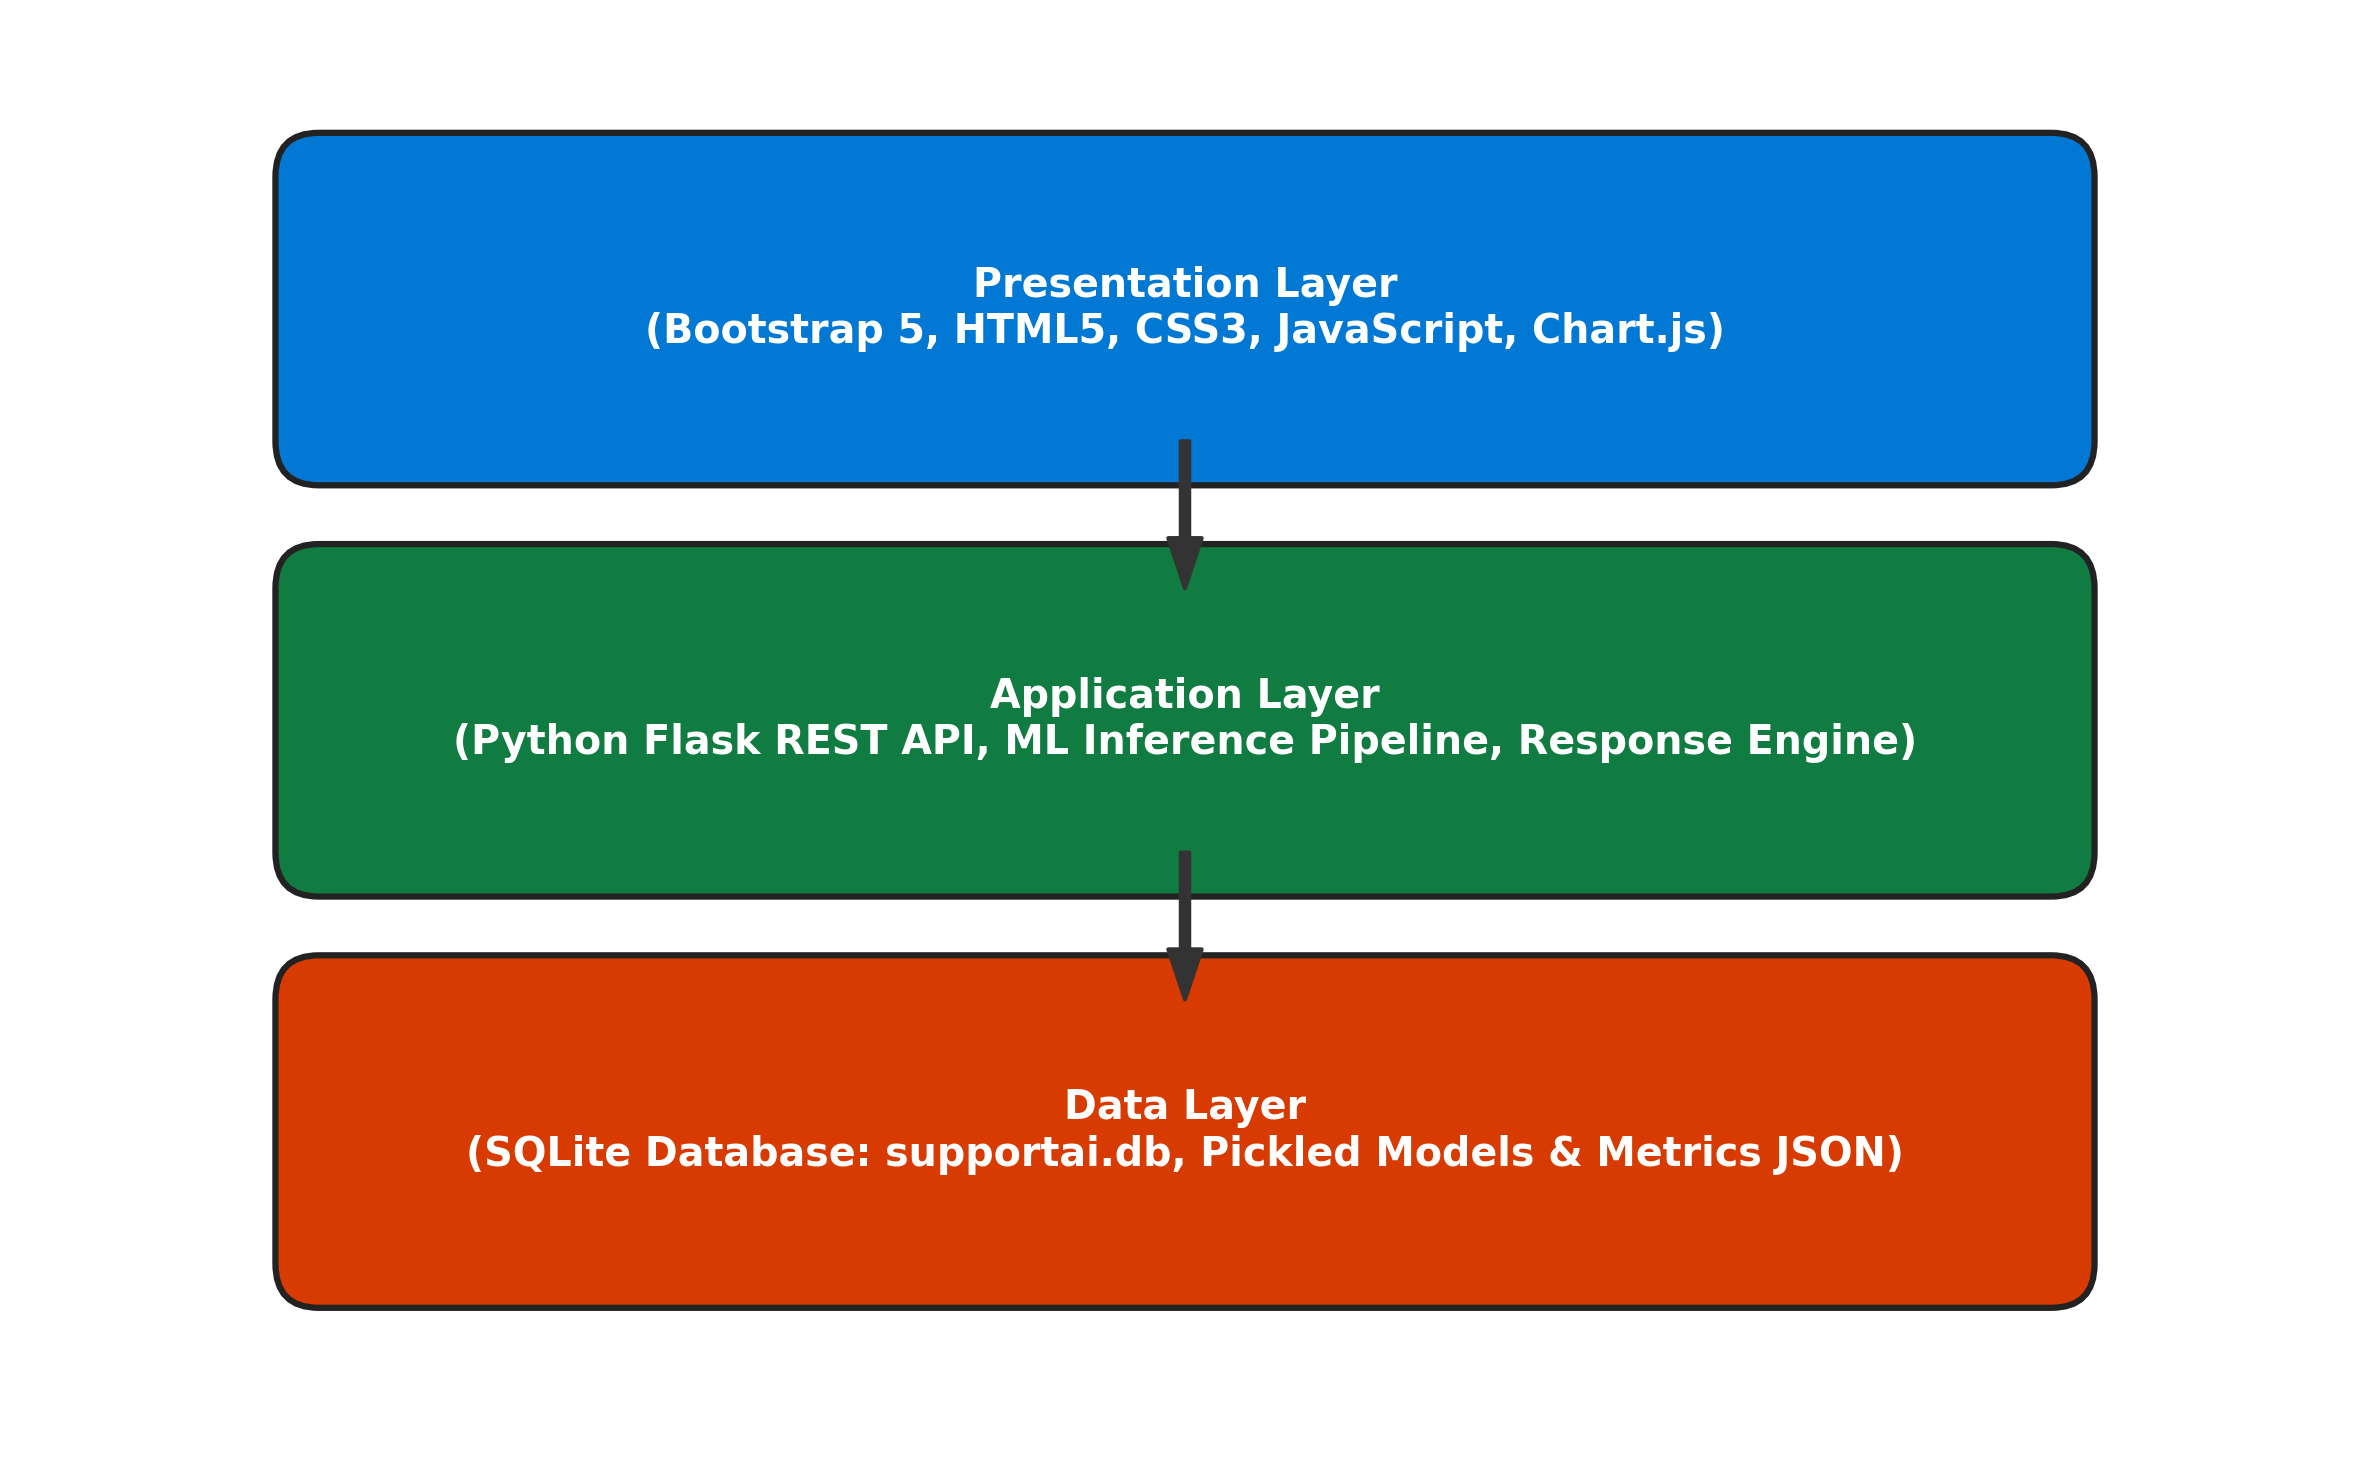 Presentation Layer
(Bootstrap 5, HTML5, CSS3, JavaScript, Chart.js)
Application Layer
(Python Flask REST API, ML Inference Pipeline, Response Engine)
Data Layer
(SQLite Database: supportai.db, Pickled Models & Metrics JSON)